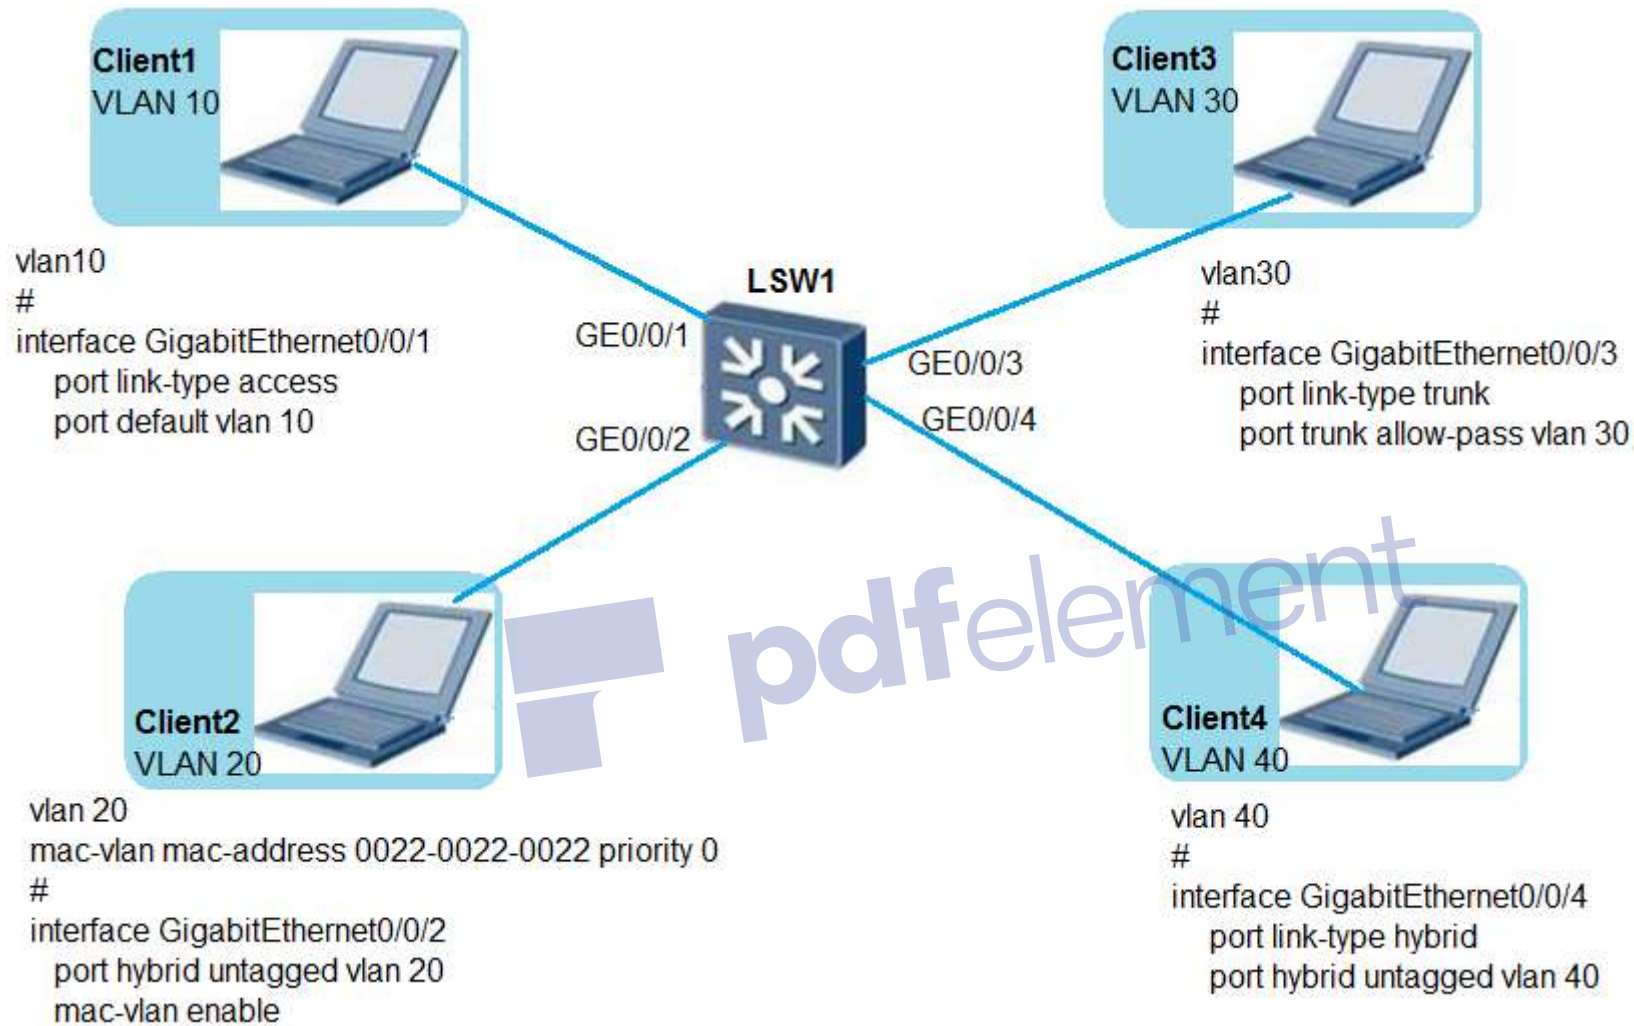 Client1
VLAN 10
vlan10
#
interface GigabitEthernet0/0/1
port link-type access
port default vlan 10
Client3
VLAN 30
vlan30
#
interface GigabitEthernet0/0/3
port link-type trunk
port trunk allow-pass vlan 30
LSW1
GE0/0/1
GE0/0/3
GE0/0/2
GE0/0/4
pdfelement
Client2
VLAN 20
vlan 20
mac-vlan mac-address 0022-0022-0022 priority 0
#
interface GigabitEthernet0/0/2
port hybrid untagged vlan 20
mac-vlan enable
Client4
VLAN 40
vlan 40
#
interface GigabitEthernet0/0/4
port link-type hybrid
port hybrid untagged vlan 40